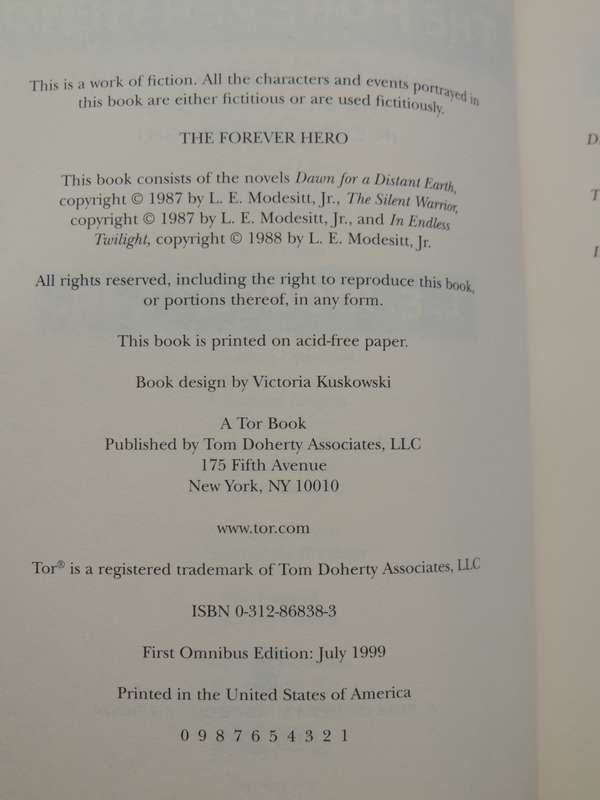 This is a work of fiction. All the characters and events portrayed in
this book are either fictitious or are used fictitiously.
THE FOREVER HERO
This book consists of the novels Dawn for a Distant Earth,
copyright © 1987 by L. E. Modesitt, Jr., The Silent Warrior,
copyright © 1987 by L. E. Modesitt, Jr., and In Endless
Twilight, copyright © 1988 by L. E. Modesitt, Jr.
All rights reserved, including the right to reproduce this book,
or portions thereof, in any form.
This book is printed on acid-free paper.
Book design by Victoria Kuskowski
A Tor Book
Published by Tom Doherty Associates, LLC
175 Fifth Avenue
New York, NY 10010
www.tor.com
Tor® is a registered trademark of Tom Doherty Associates, LLC
ISBN 0-312-86838-3
First Omnibus Edition: July 1999
Printed in the United States of America
0 9 8 7 6 5 4 3 2 1